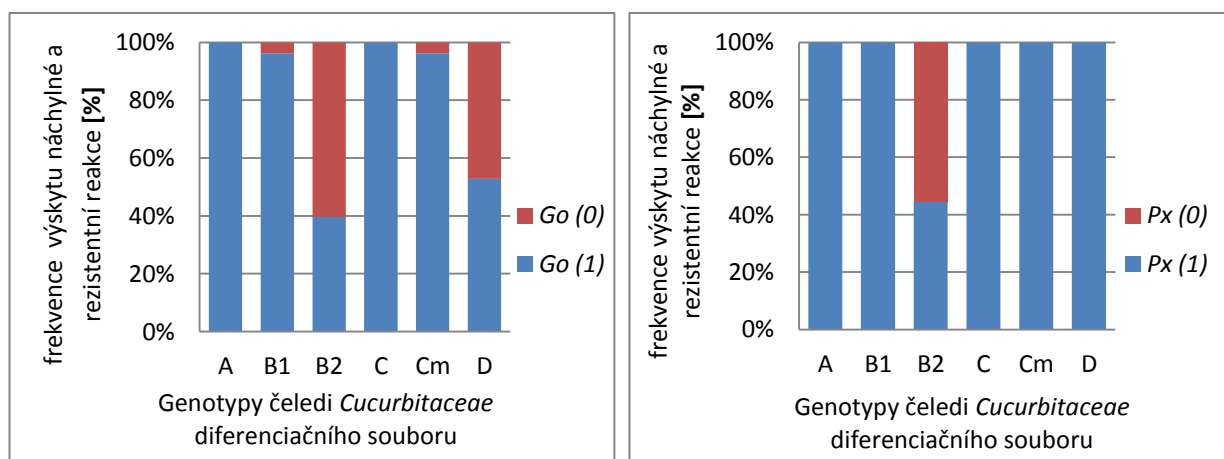 frekvence výskytu náchylné a
rezistentní reakce [%]
100%
80%
60%
40%
20%
0%
A B1 B2 C Cm D
Genotypy čeledi Cucurbitaceae
diferenciačního souboru
Go (0)
Go (1)
frekvence výskytu náchylné a
rezistentní reakce [%]
100%
80%
60%
40%
20%
0%
A B1 B2 C Cm D
Genotypy čeledi Cucurbitaceae
diferenciačního souboru
Px (0)
Px (1)